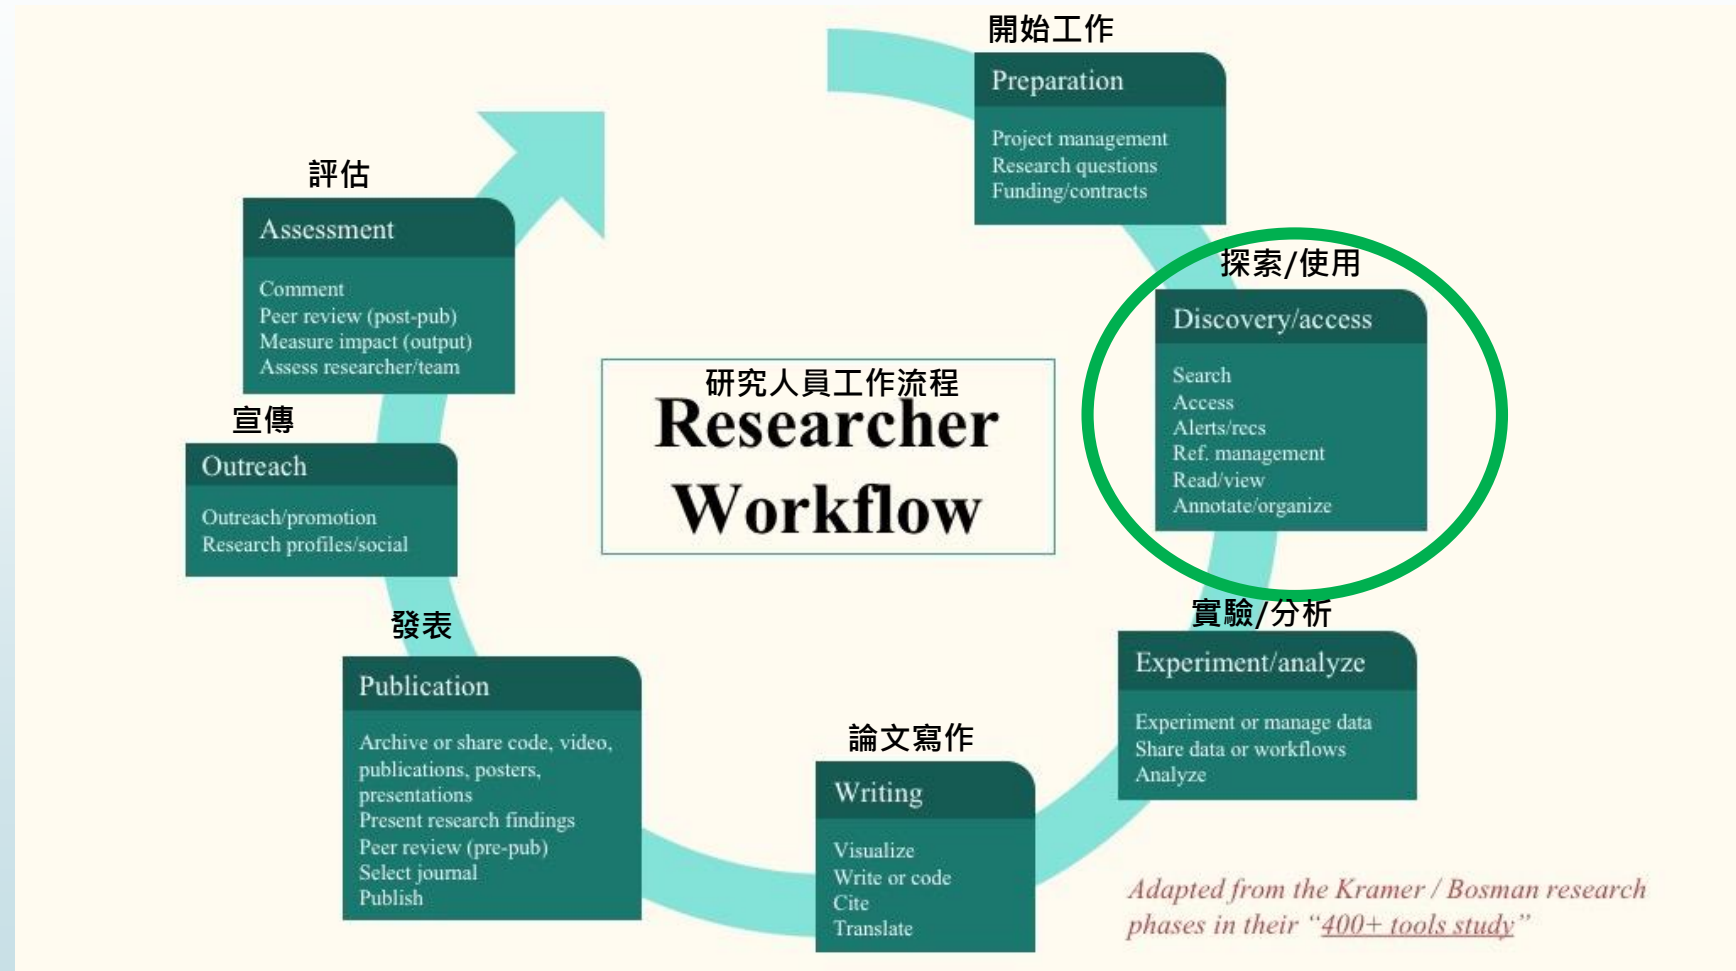 開始工作
Preparation
Project management
Research questions
Funding/contracts
探索/使用
Discovery/access
Search
Access
Alerts/recs
Ref. management
Read/view
Annotate/organize
實驗/分析
Experiment/analyze
Experiment or manage data
Share data or workflows
Analyze
論文寫作
Writing
Visualize
Write or code
Cite
Translate
發表
Publication
Archive or share code, video,
publications, posters,
presentations
Present research findings
Peer review (pre-pub)
Select journal
Publish
宣傳
Outreach
Outreach/promotion
Research profiles/social
評估
Assessment
Comment
Peer review (post-pub)
Measure impact (output)
Assess researcher/team
研究人員工作流程
Researcher
Workflow
Adapted from the Kramer / Bosman research
phases in their “400+ tools study”